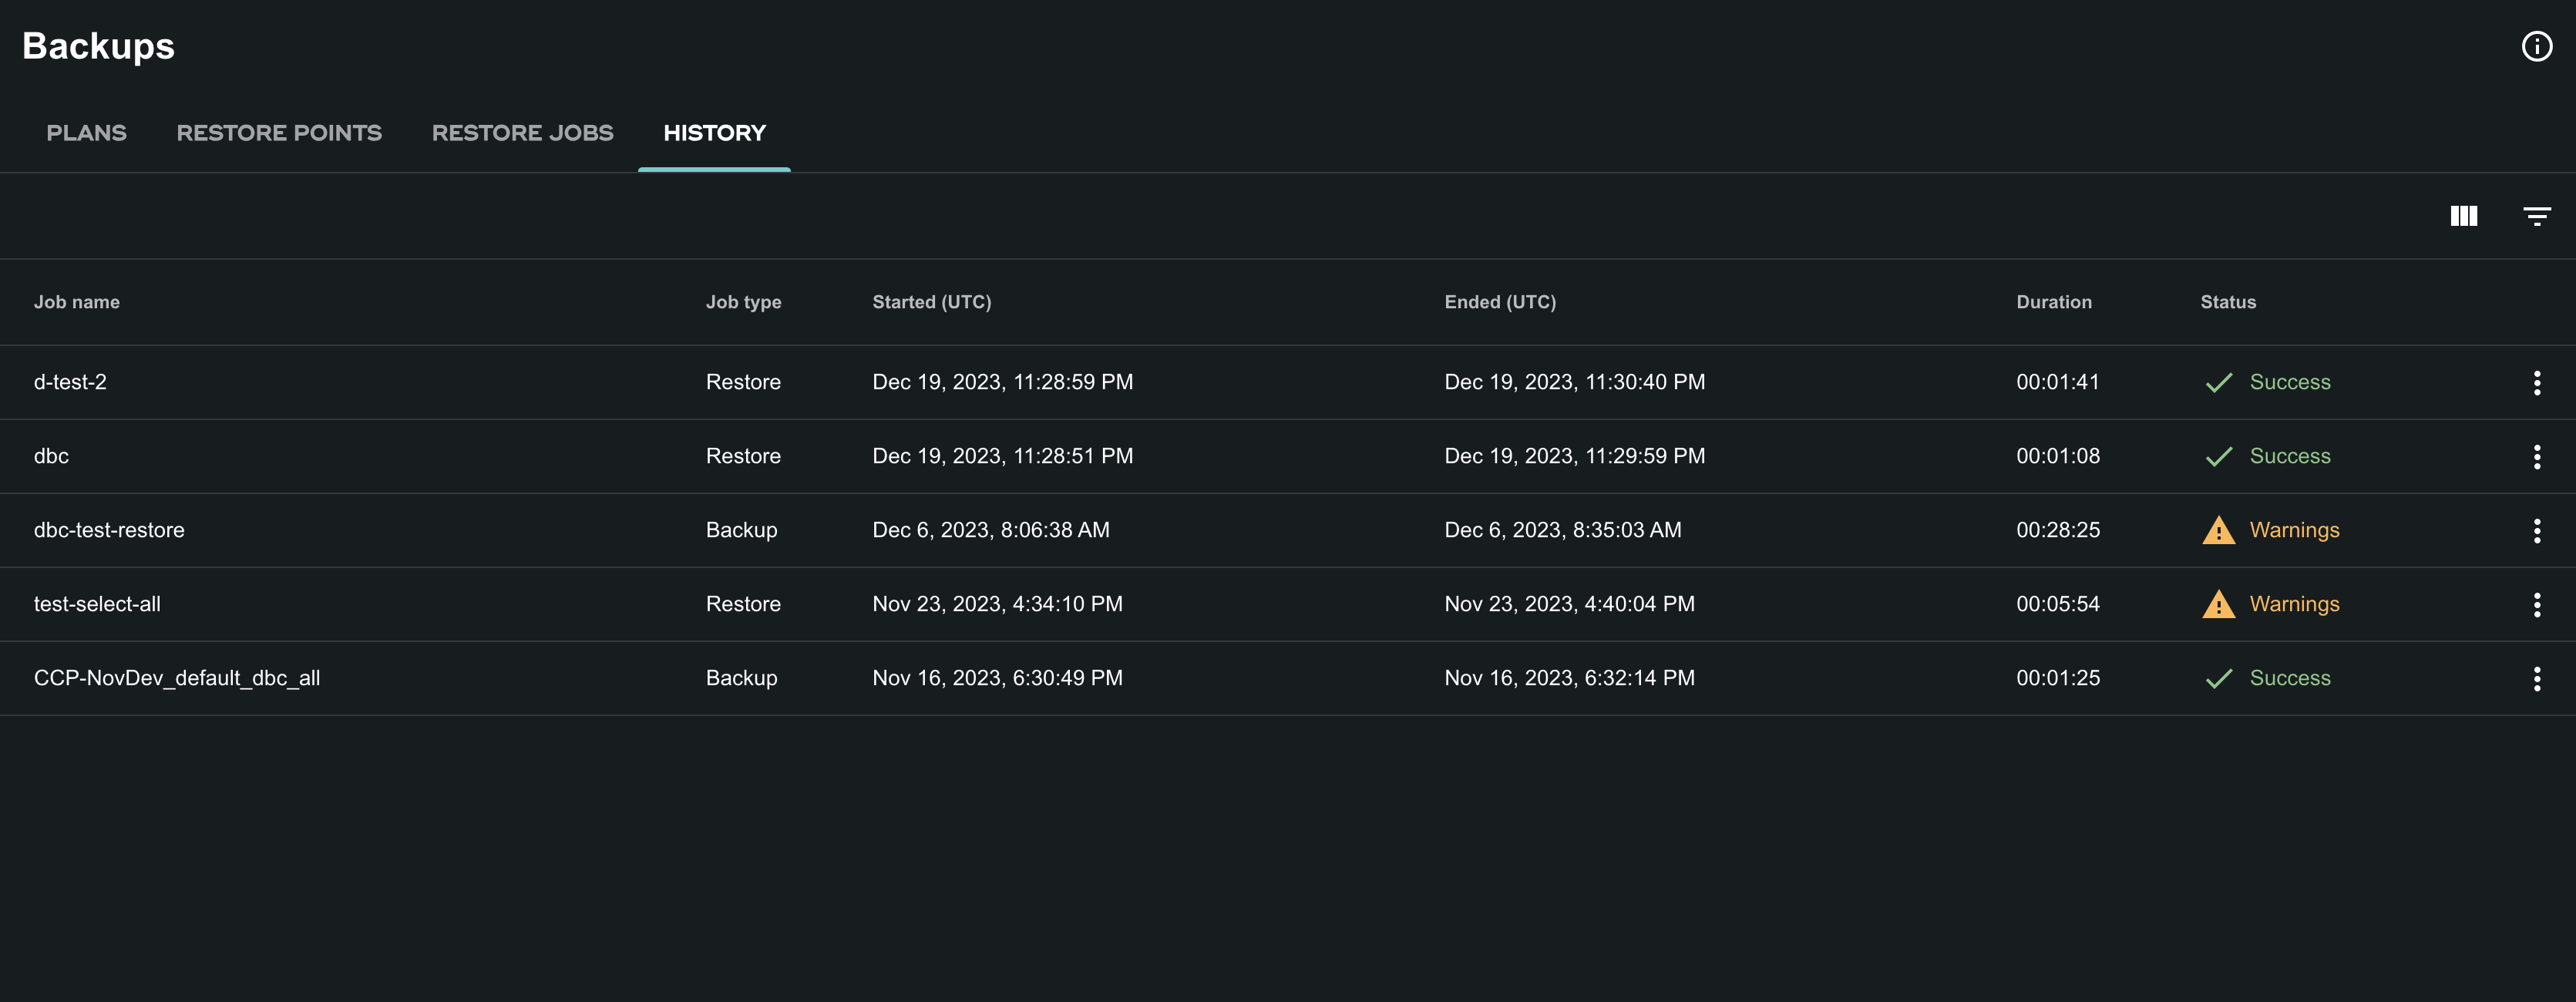 Backups
PLANS RESTORE POINTS RESTORE JOBS HISTORY
Job name Job type Started (UTC) Ended (UTC) Duration Status
d-test-2 Restore Dec 19, 2023, 11:28:59 PM Dec 19, 2023, 11:30:40 PM 00:01:41 Success
dbc Restore Dec 19, 2023, 11:28:51 PM Dec 19, 2023, 11:29:59 PM 00:01:08 Success
dbc-test-restore Backup Dec 6, 2023, 8:06:38 AM Dec 6, 2023, 8:35:03 AM 00:28:25 Warnings
test-select-all Restore Nov 23, 2023, 4:34:10 PM Nov 23, 2023, 4:40:04 PM 00:05:54 Warnings
CCP-NovDev_default_dbc_all Backup Nov 16, 2023, 6:30:49 PM Nov 16, 2023, 6:32:14 PM 00:01:25 Success